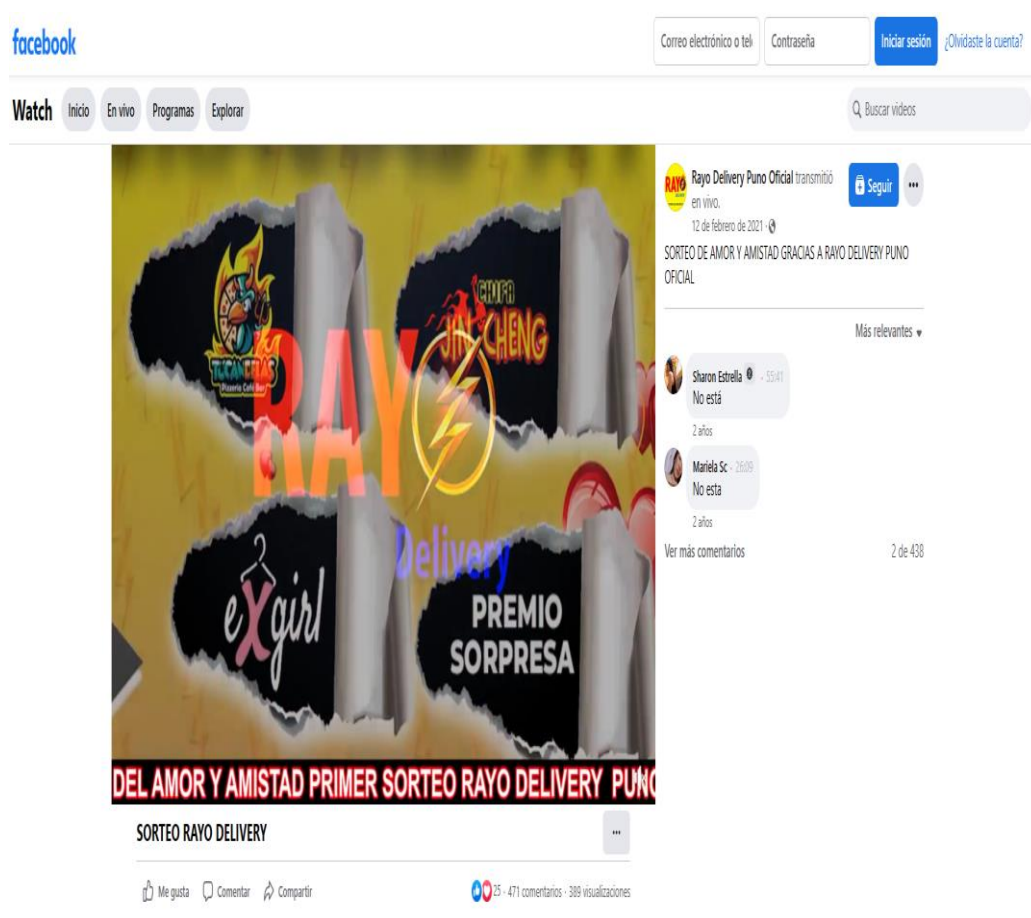 facebook
Correo electrónico o tel
Contraseña
Iniciar sesión
¿Olvidaste la cuenta?
Watch
Inicio
En vivo
Programas
Explorar
Buscar videos
TUCANERAS
Pizzería Café Bar
CHIFA
JIN CHENG
RAYO
Delivery
exgirl
PREMIO
SORPRESA
DEL AMOR Y AMISTAD PRIMER SORTEO RAYO DELIVERY PUNO
SORTEO RAYO DELIVERY
Me gusta
Comentar
Compartir
25 · 471 comentarios · 389 visualizaciones
RAYO
Rayo Delivery Puno Oficial transmitió
en vivo.
12 de febrero de 2021 ·
Seguir
SORTEO DE AMOR Y AMISTAD GRACIAS A RAYO DELIVERY PUNO
OFICIAL
Más relevantes
Sharon Estrella · 55:41
No está
2 años
Mariela Sc · 26:09
No esta
2 años
Ver más comentarios
2 de 438